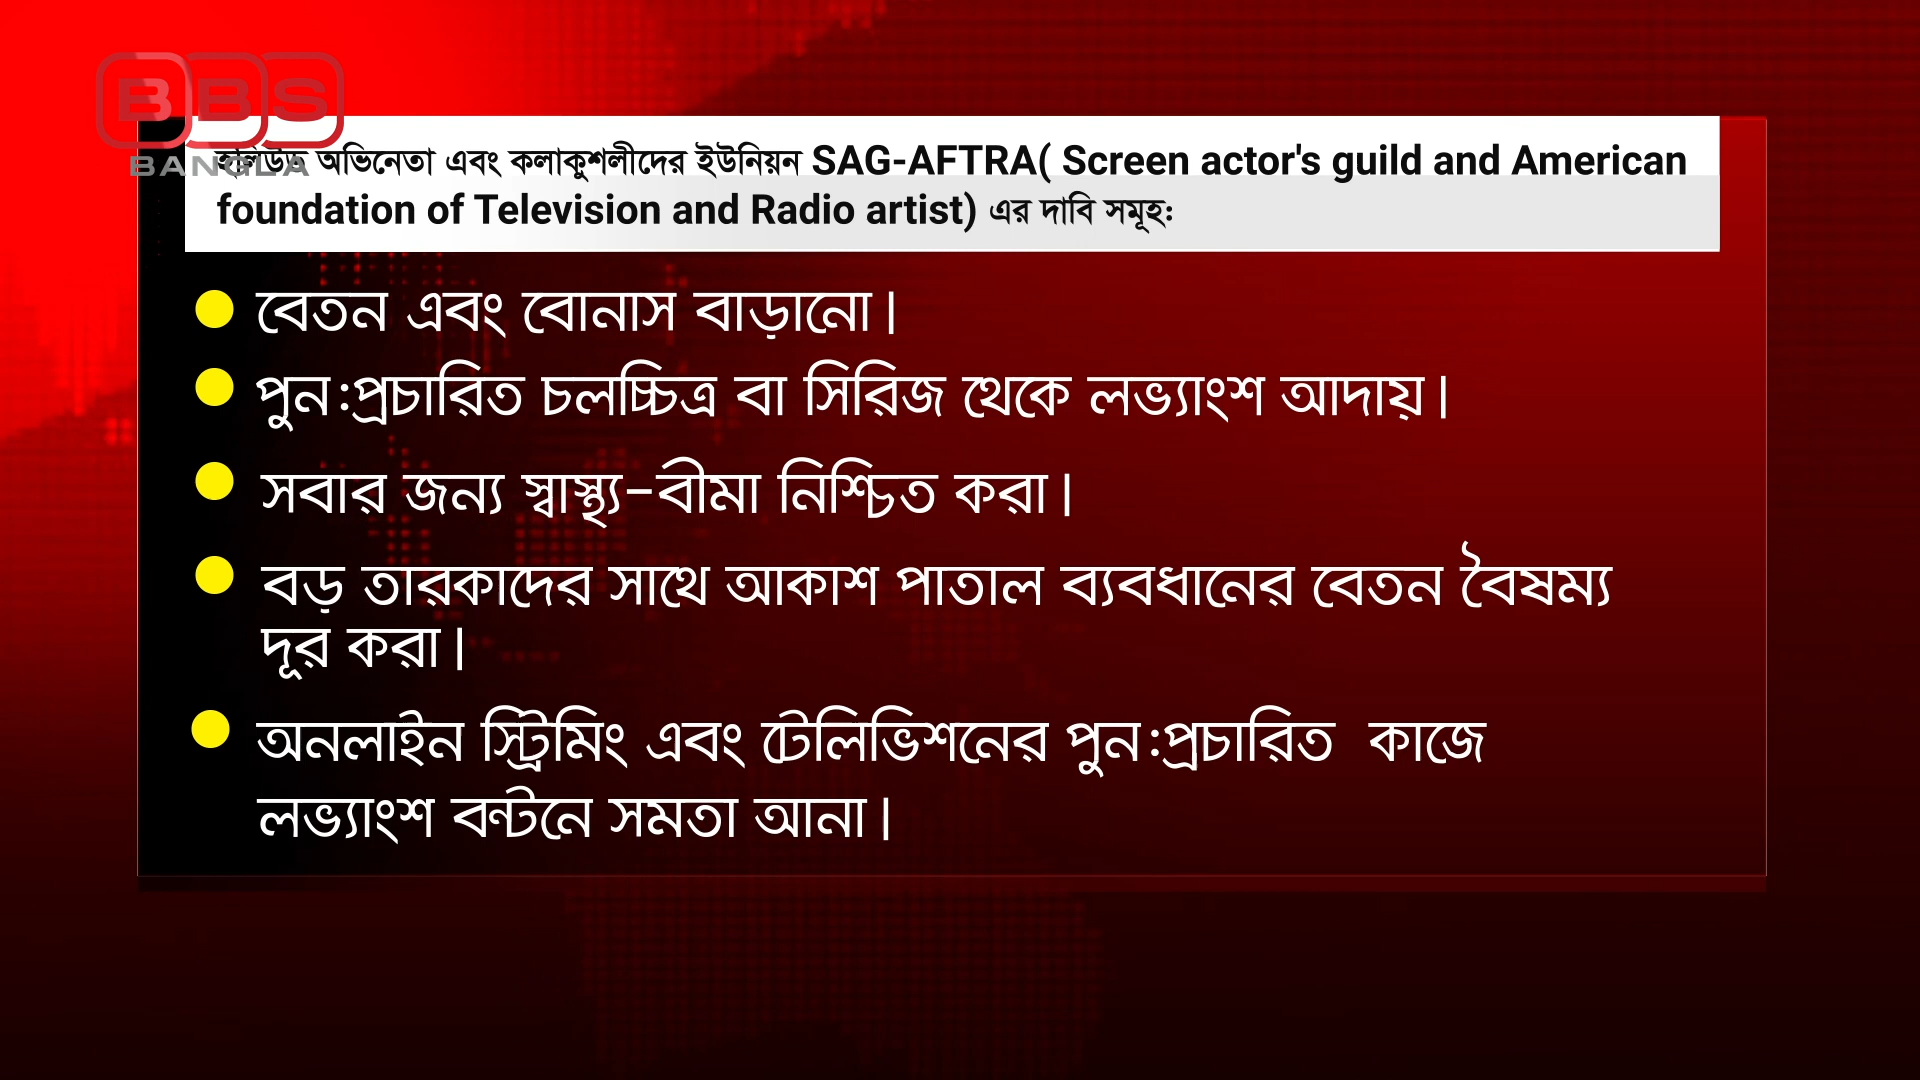 BBS
BANGLA
হলিউড অভিনেতা এবং কলাকুশলীদের ইউনিয়ন SAG-AFTRA( Screen actor's guild and American
foundation of Television and Radio artist) এর দাবি সমূহঃ
বেতন এবং বোনাস বাড়ানো।
পুন:প্রচারিত চলচ্চিত্র বা সিরিজ থেকে লভ্যাংশ আদায়।
সবার জন্য স্বাস্থ্য-বীমা নিশ্চিত করা।
বড় তারকাদের সাথে আকাশ পাতাল ব্যবধানের বেতন বৈষম্য
দূর করা।
অনলাইন স্ট্রিমিং এবং টেলিভিশনের পুন:প্রচারিত কাজে
লভ্যাংশ বন্টনে সমতা আনা।